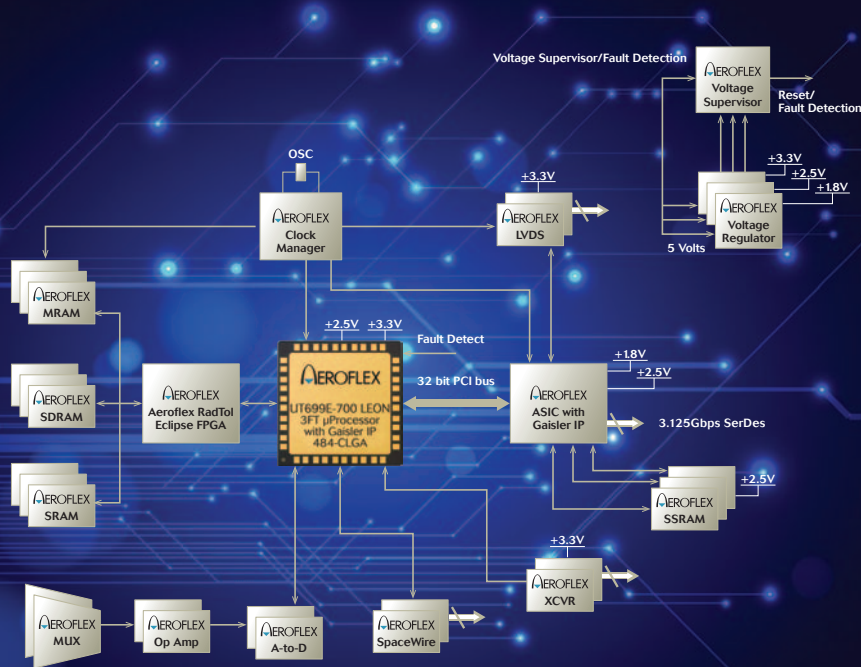 Voltage Supervisor/Fault Detection
AEROFLEX
Voltage
Supervisor
Reset/
Fault Detection
+3.3V
+2.5V
+1.8V
AEROFLEX
Voltage
Regulator
5 Volts
OSC
AEROFLEX
Clock
Manager
+3.3V
AEROFLEX
LVDS
AEROFLEX
MRAM
+2.5V
+3.3V
Fault Detect
AEROFLEX
SDRAM
AEROFLEX
Aeroflex RadTol
Eclipse FPGA
AEROFLEX
UT699E-700 LEON
3FT µProcessor
with Gaisler IP
484-CLGA
32 bit PCI bus
+1.8V
+2.5V
AEROFLEX
ASIC with
Gaisler IP
3.125Gbps SerDes
AEROFLEX
SRAM
+2.5V
AEROFLEX
SSRAM
+3.3V
AEROFLEX
XCVR
AEROFLEX
MUX
AEROFLEX
Op Amp
AEROFLEX
A-to-D
AEROFLEX
SpaceWire